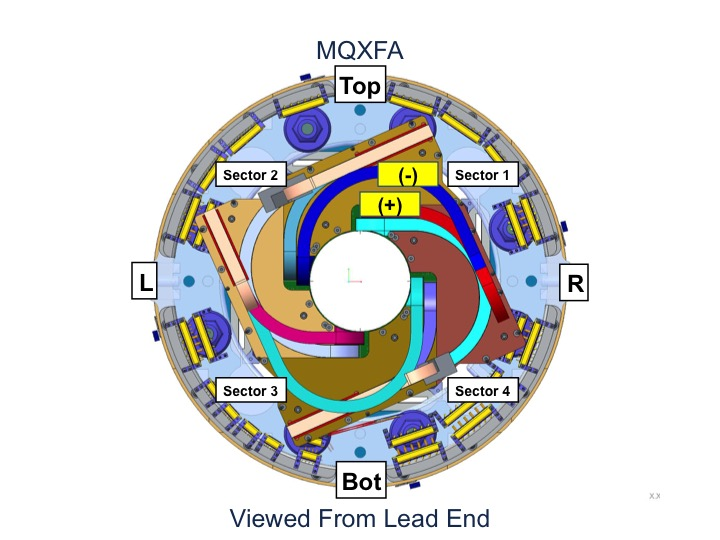 MQXFA
Top
Sector 2
(-)
Sector 1
(+)
L
R
Sector 3
Sector 4
Bot
x.x
Viewed From Lead End